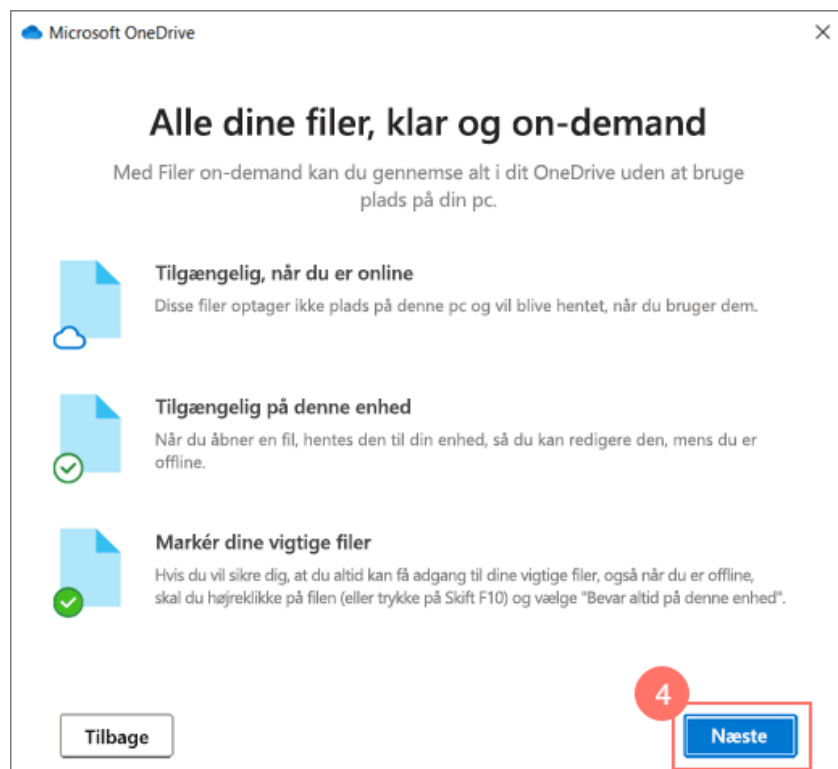 Microsoft OneDrive
Alle dine filer, klar og on-demand
Med Filer on-demand kan du gennemse alt i dit OneDrive uden at bruge
plads på din pc.
Tilgængelig, når du er online
Disse filer optager ikke plads på denne pc og vil blive hentet, når du bruger dem.
Tilgængelig på denne enhed
Når du åbner en fil, hentes den til din enhed, så du kan redigere den, mens du er
offline.
Markér dine vigtige filer
Hvis du vil sikre dig, at du altid kan få adgang til dine vigtige filer, også når du er offline,
skal du højreklikke på filen (eller trykke på Skift F10) og vælge "Bevar altid på denne enhed".
4
Tilbage
Næste